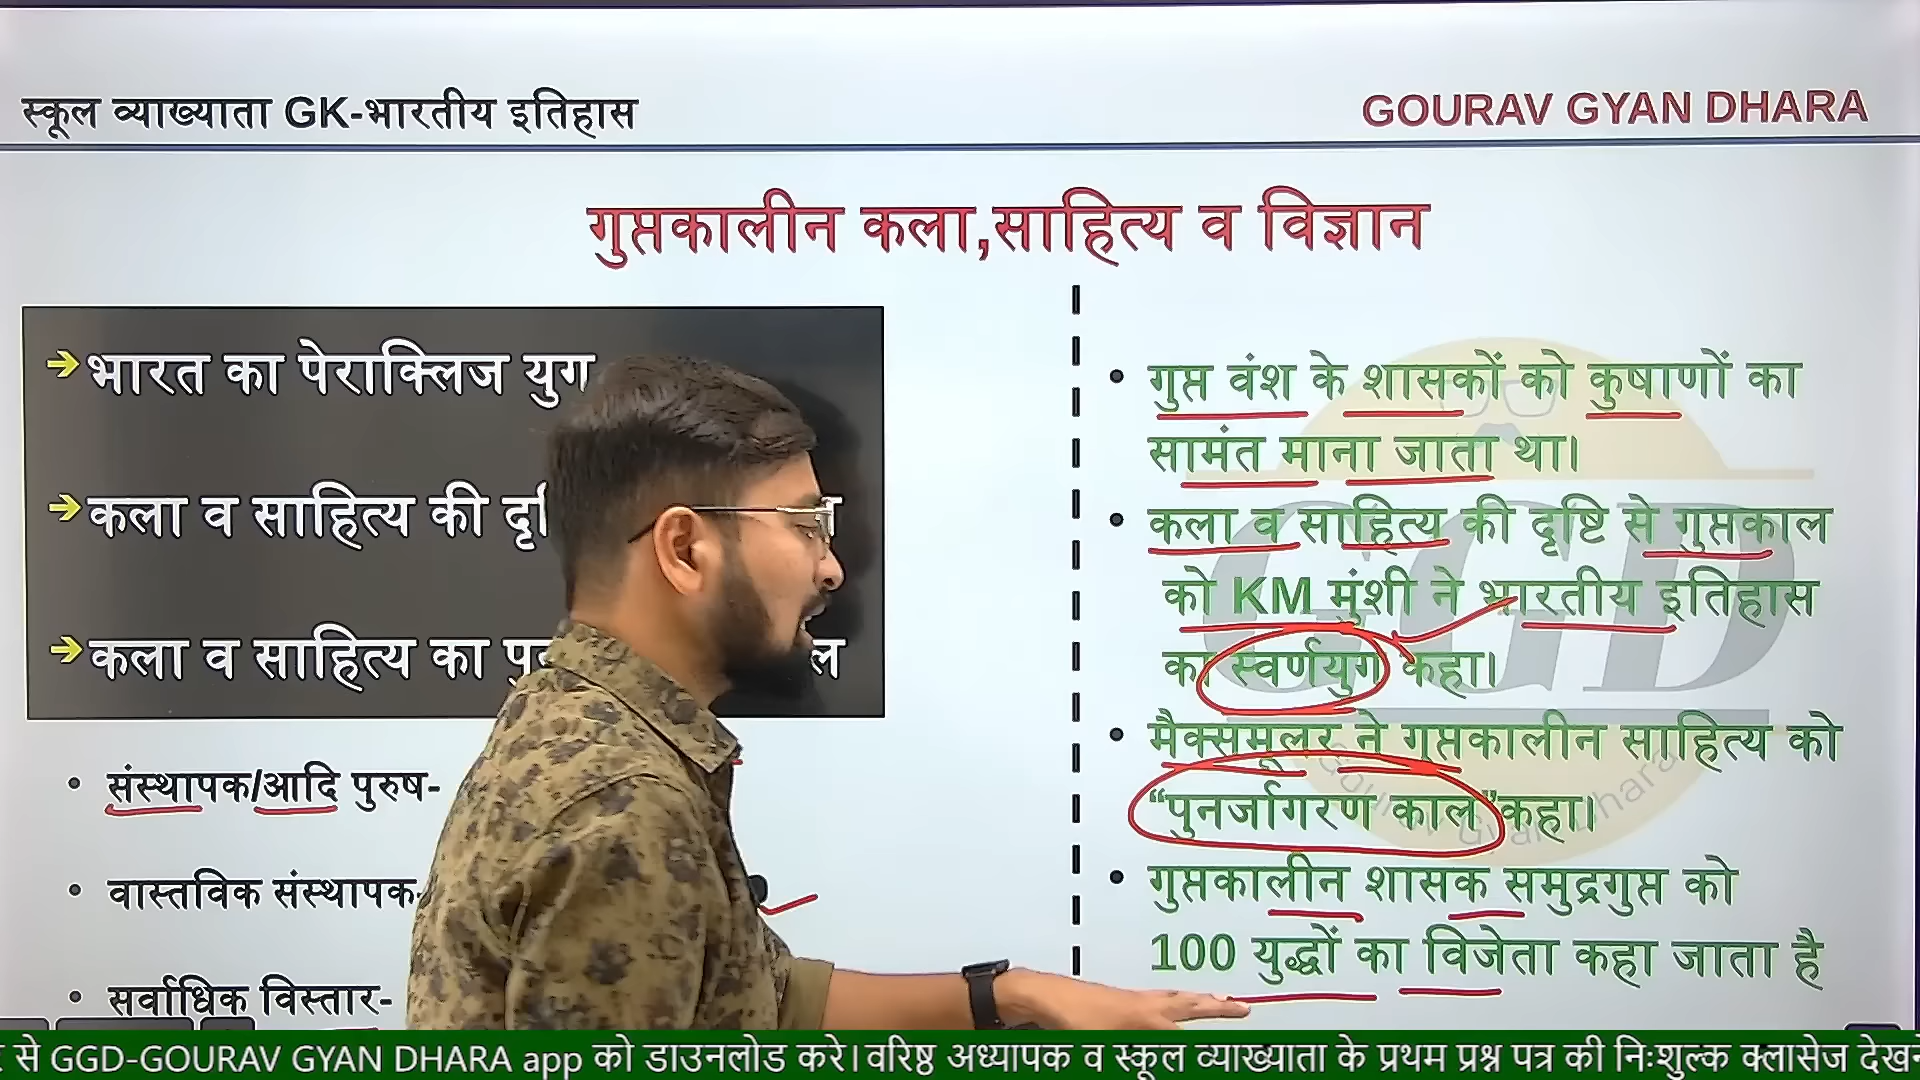 स्कूल व्याख्याता GK-भारतीय इतिहास
GOURAV GYAN DHARA
गुप्तकालीन कला,साहित्य व विज्ञान
भारत का पेराक्लिज युग
कला व साहित्य की
कला व साहित्य का
संस्थापक/आदि पुरुष-
वास्तविक संस्थापक-
सर्वाधिक विस्तार-
गुप्त वंश के शासकों को कुषाणों का
सामंत माना जाता था।
कला व साहित्य की दृष्टि से गुप्तकाल
को KM मुंशी ने भारतीय इतिहास
का स्वर्णयुग कहा।
मैक्समूलर ने गुप्तकालीन साहित्य को
“पुनर्जागरण काल”कहा।
गुप्तकालीन शासक समुद्रगुप्त को
100 युद्धों का विजेता कहा जाता है
से GGD-GOURAV GYAN DHARA app को डाउनलोड करे।वरिष्ठ अध्यापक व स्कूल व्याख्याता के प्रथम प्रश्न पत्र की निःशुल्क क्लासेज